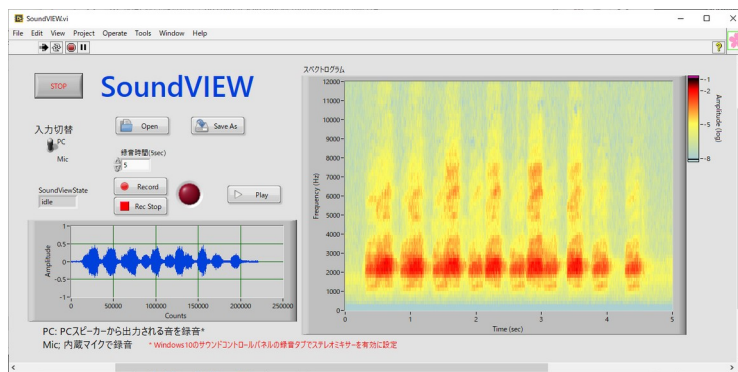 SoundVIEW.vi
File Edit View Project Operate Tools Window Help
STOP
SoundVIEW
入力切替
PC
Mic
Open
Save As
録音時間(5sec)
5
SoundViewState
idle
Record
Rec Stop
Play
Amplitude
1
0.5
0
-0.5
-1
0 50000 100000 150000 200000 250000
Counts
スペクトログラム
Frequency (Hz)
12000
11000
10000
9000
8000
7000
6000
5000
4000
3000
2000
1000
0
0 1 2 3 4 5
Time (sec)
-1
-2
-5
-8
Amplitude (log)
PC: PCスピーカーから出力される音を録音*
Mic; 内蔵マイクで録音 * Windows10のサウンドコントロールパネルの録音タブでステレオミキサーを有効に設定